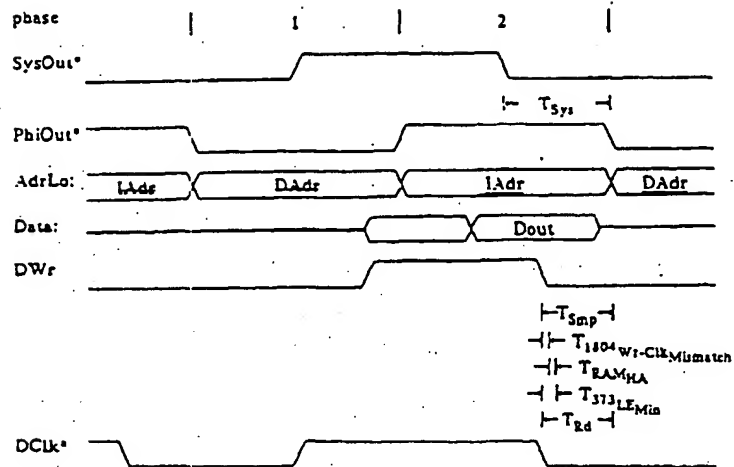 phase | 1 | 2 |
SysOut*
T_Sys
PhiOut*
AdrLo: IAdr DAdr IAdr DAdr
Data: Dout
DWr
T_Smp
T_1804 Wr-Clk Mismatch
T_RAM HA
T_373 LE Min
T_Rd
DClk*